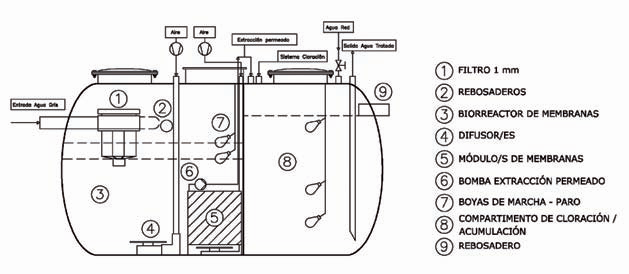 Aire
Aire
Extracción permeado
Agua Red
Sistema Cloración
Salida Agua Tratada
Entrada Agua Gris
1
2
3
4
5
6
7
8
9
1 FILTRO 1 mm
2 REBOSADEROS
3 BIORREACTOR DE MEMBRANAS
4 DIFUSOR/ES
5 MÓDULO/S DE MEMBRANAS
6 BOMBA EXTRACCIÓN PERMEADO
7 BOYAS DE MARCHA - PARO
8 COMPARTIMENTO DE CLORACIÓN /
ACUMULACIÓN
9 REBOSADERO